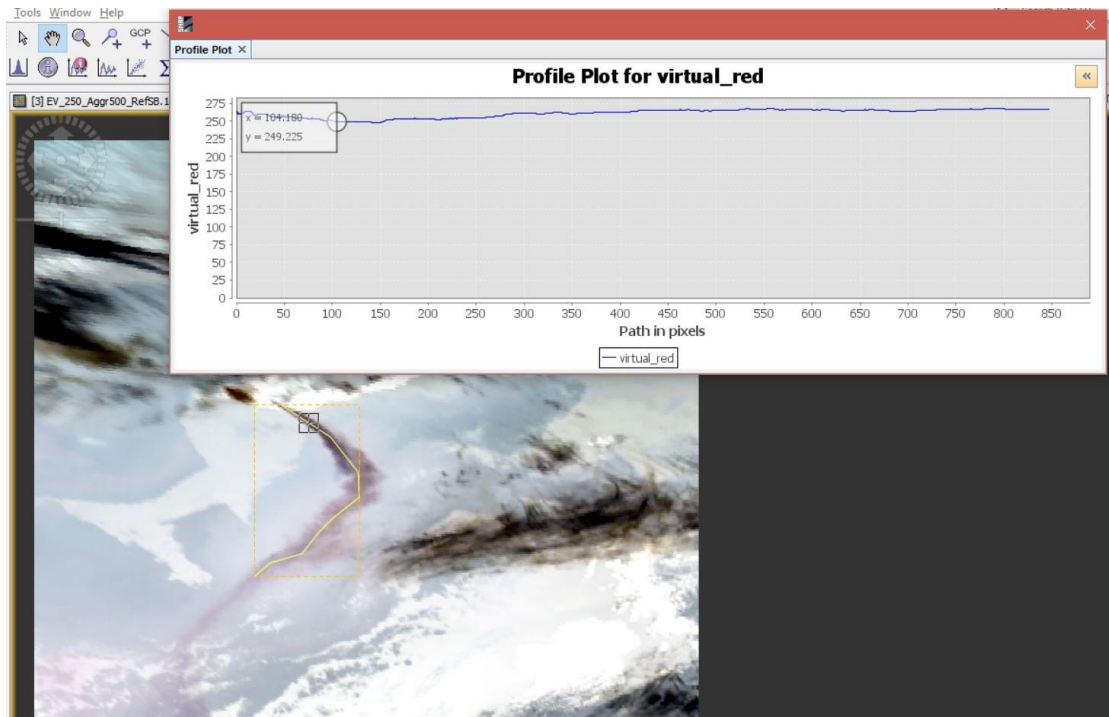 Tools Window Help
GCP
SNAP
Profile Plot
[3] EV_250_Aggr500_RefSB.1
Profile Plot for virtual_red
x = 104.180
y = 249.225
virtual_red
275
250
225
200
175
150
125
100
75
50
25
0
0 50 100 150 200 250 300 350 400 450 500 550 600 650 700 750 800 850
Path in pixels
virtual_red